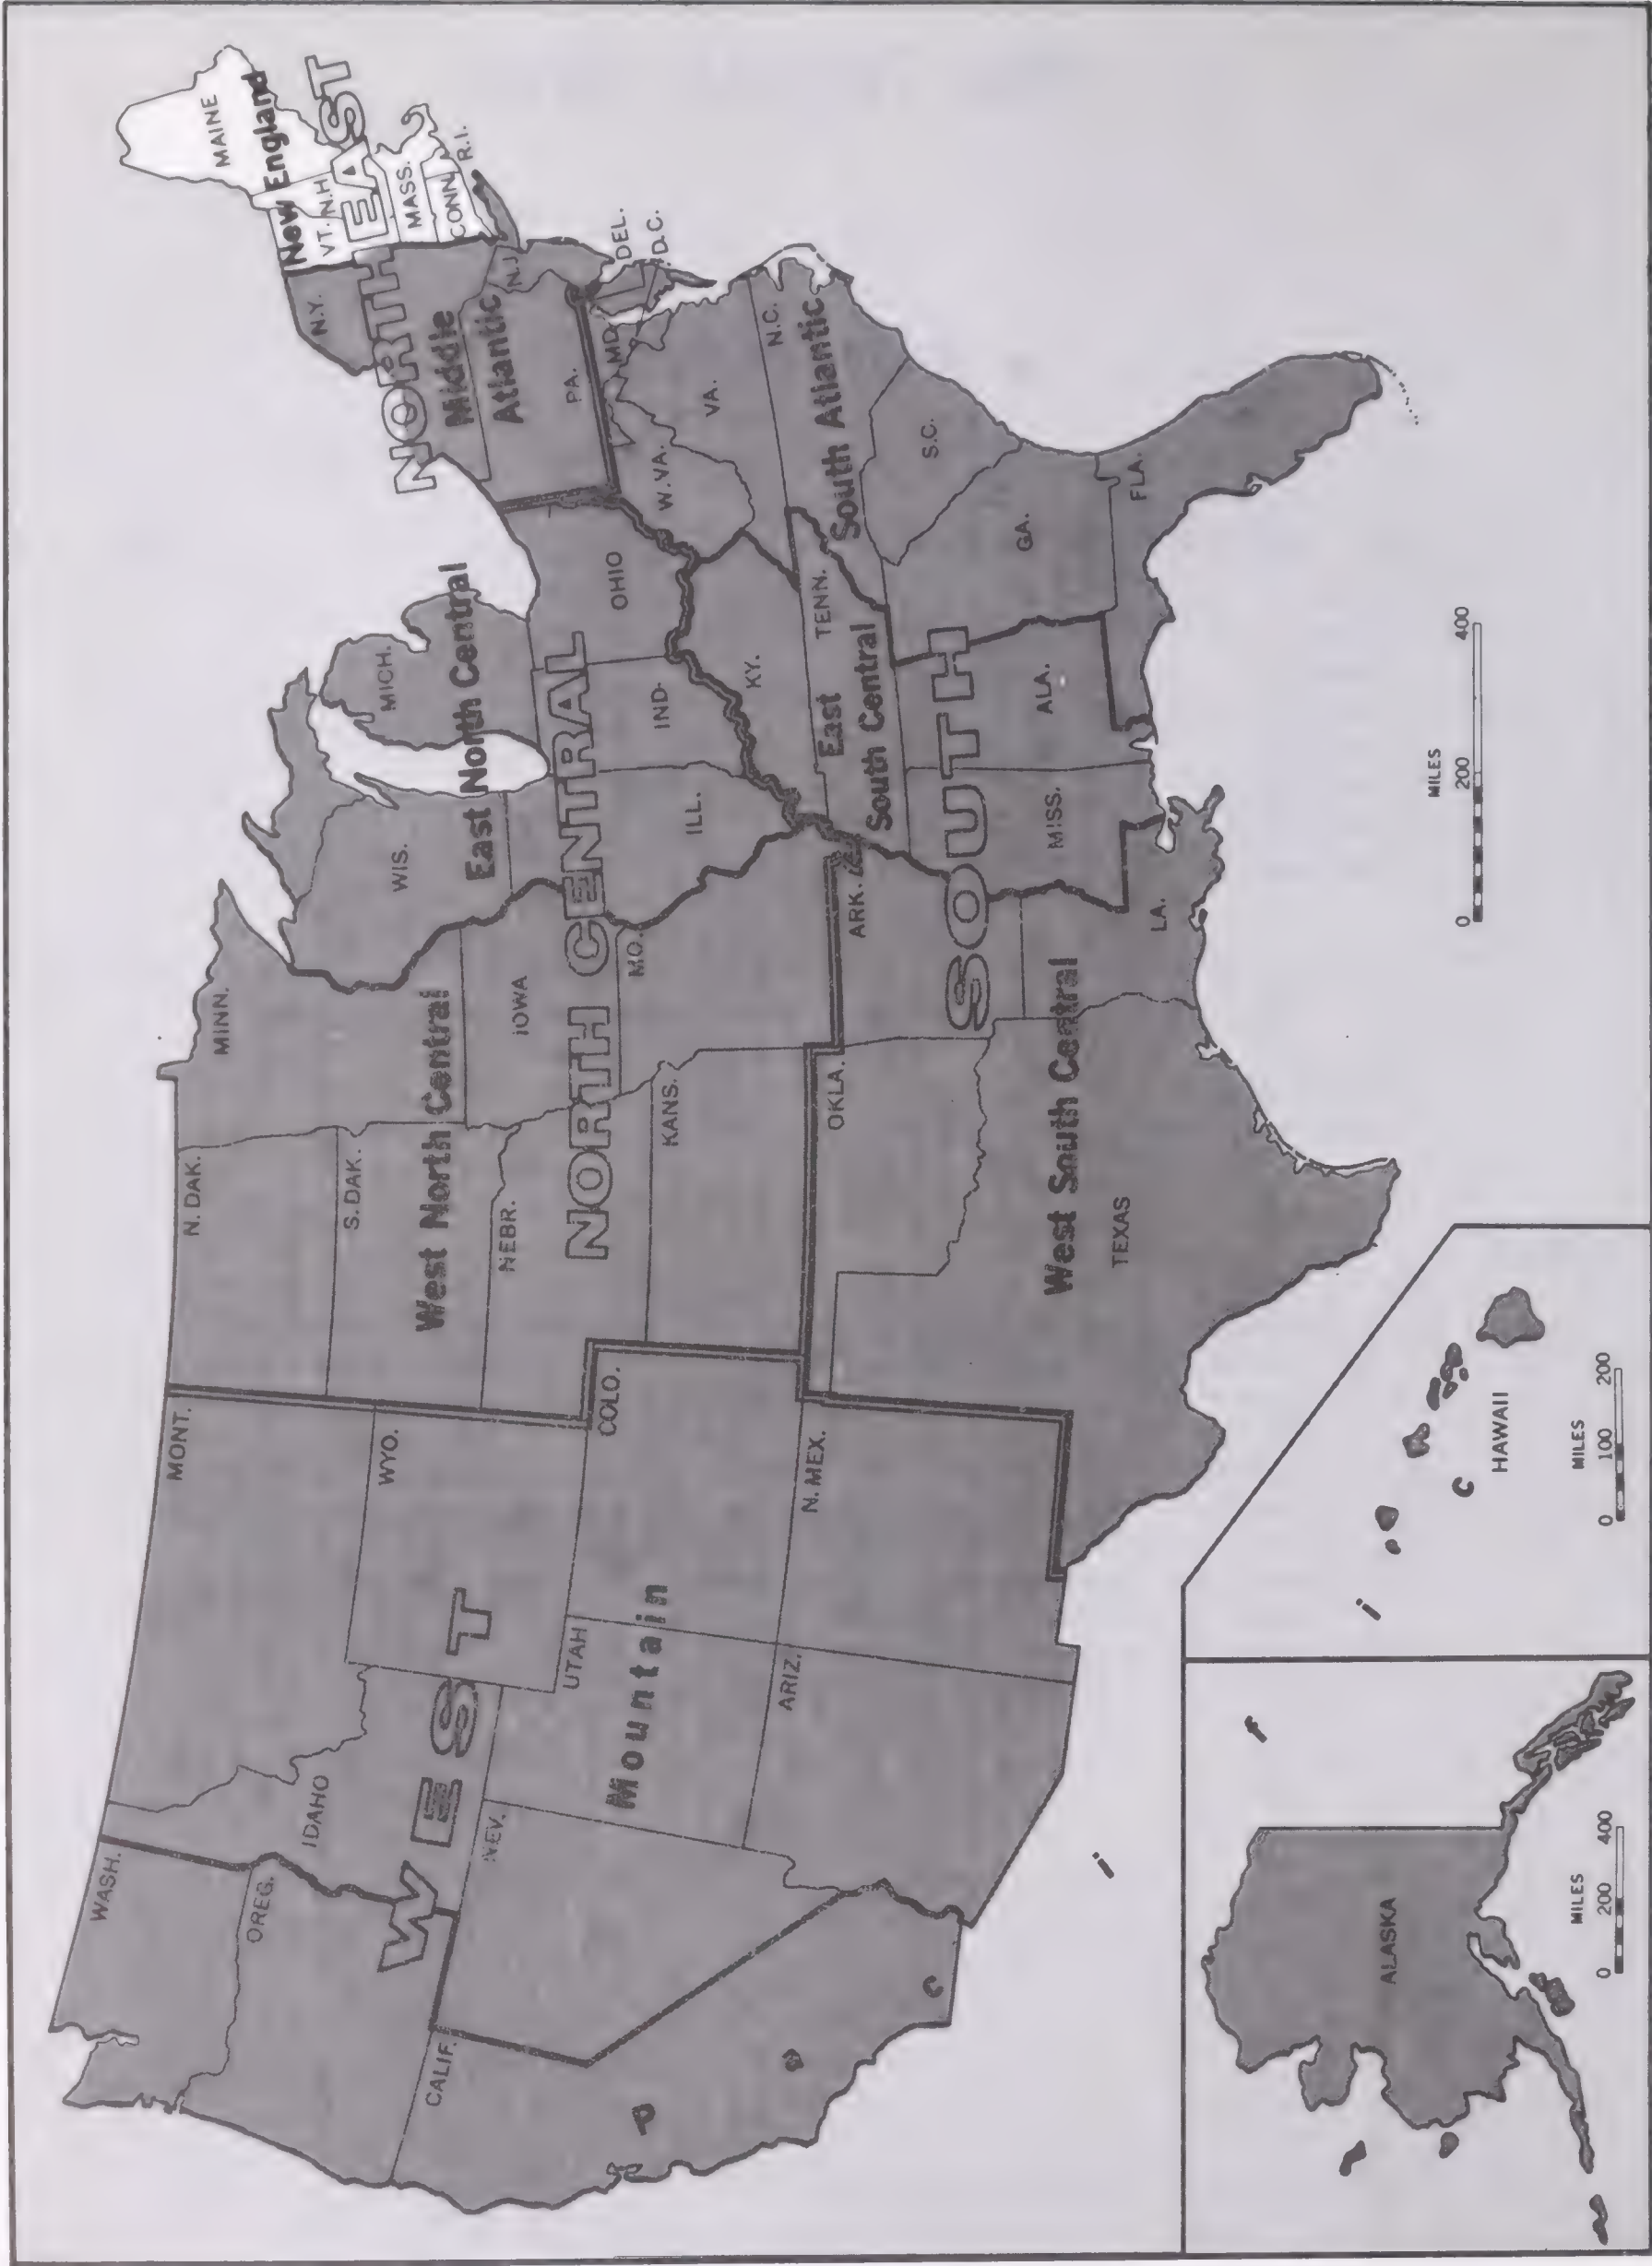 WASH.
MONT.
N. DAK.
MINN.
OREG.
IDAHO
WYO.
S. DAK.
WIS.
MICH.
N.Y.
MAINE
New England
VT.
N.H.
MASS.
CONN.
R.I.
NORTH EAST
Middle
Atlantic
PA.
N.J.
DEL.
D.C.
MD.
WEST
West North Central
East North Central
NEBR.
IOWA
NORTH CENTRAL
ILL.
IND.
OHIO
W.VA.
VA.
CALIF.
NEV.
UTAH
COLO.
KANS.
MO.
KY.
Mountain
Pacific
ARIZ.
N. MEX.
OKLA.
ARK.
TENN.
East
South Central
N.C.
South Atlantic
S.C.
SOUTH
West South Central
TEXAS
LA.
MISS.
ALA.
GA.
FLA.
MILES
0 200 400
ALASKA
MILES
0 200 400
HAWAII
MILES
0 100 200